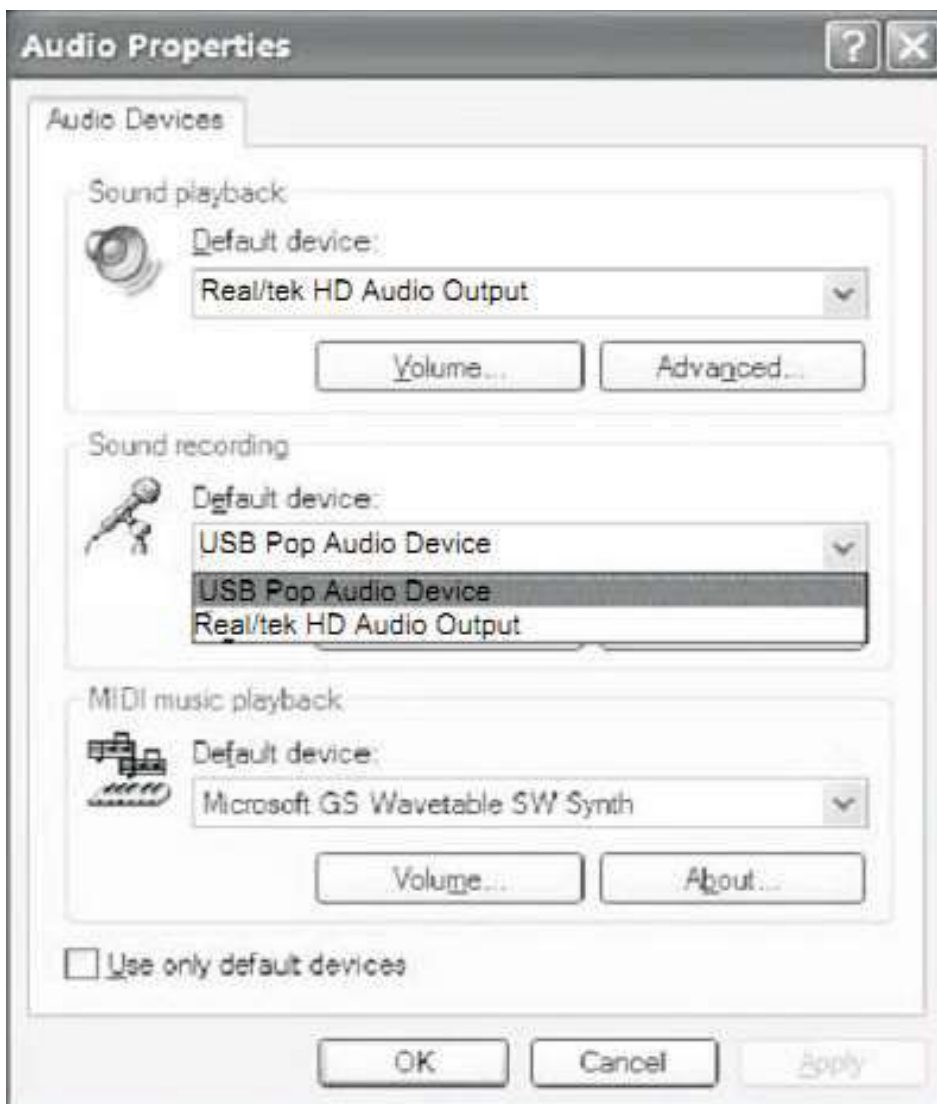 Audio Properties
Audio Devices
Sound playback
Default device:
Real/tek HD Audio Output
Volume...
Advanced...
Sound recording
Default device:
USB Pop Audio Device
USB Pop Audio Device
Real/tek HD Audio Output
MIDI music playback
Default device:
Microsoft GS Wavetable SW Synth
Volume...
About...
Use only default devices
OK
Cancel
Apply